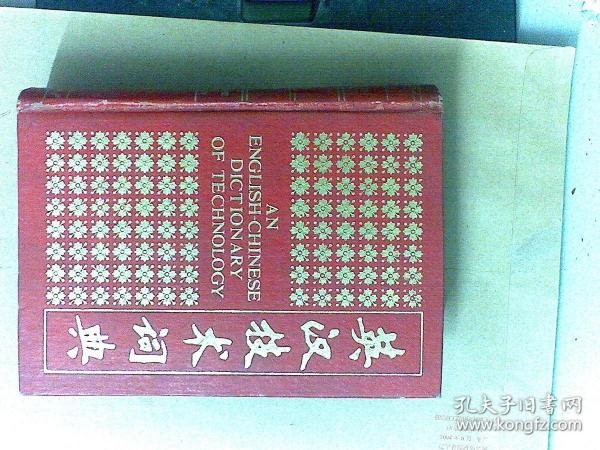 AN
ENGLISH-CHINESE
DICTIONARY
OF TECHNOLOGY
英汉技术词典
孔夫子旧书网
www.kongfz.com